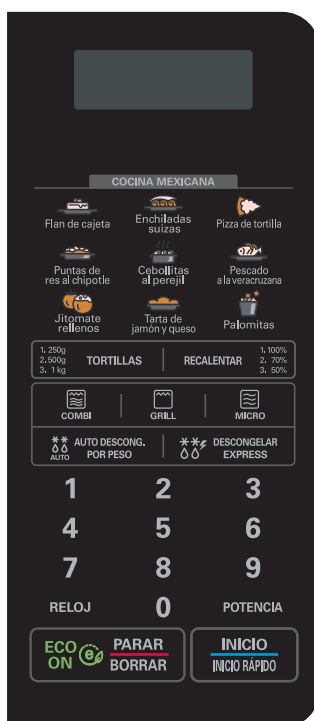 COCINA MEXICANA
Flan de cajeta
Enchiladas
suizas
Pizza de tortilla
Puntas de
res al chipotle
Cebollitas
al perejil
Pescado
a la veracruzana
Jitomate
rellenos
Tarta de
jamón y queso
Palomitas
1. 250g
2.500g
3. 1 kg
TORTILLAS
RECALENTAR
1. 100%
2. 70%
3. 50%
COMBI
GRILL
MICRO
AUTO
AUTO DESCONG.
POR PESO
DESCONGELAR
EXPRESS
1 2 3
4 5 6
7 8 9
RELOJ 0 POTENCIA
ECO
ON
e
PARAR
BORRAR
INICIO
INICIO RÁPIDO